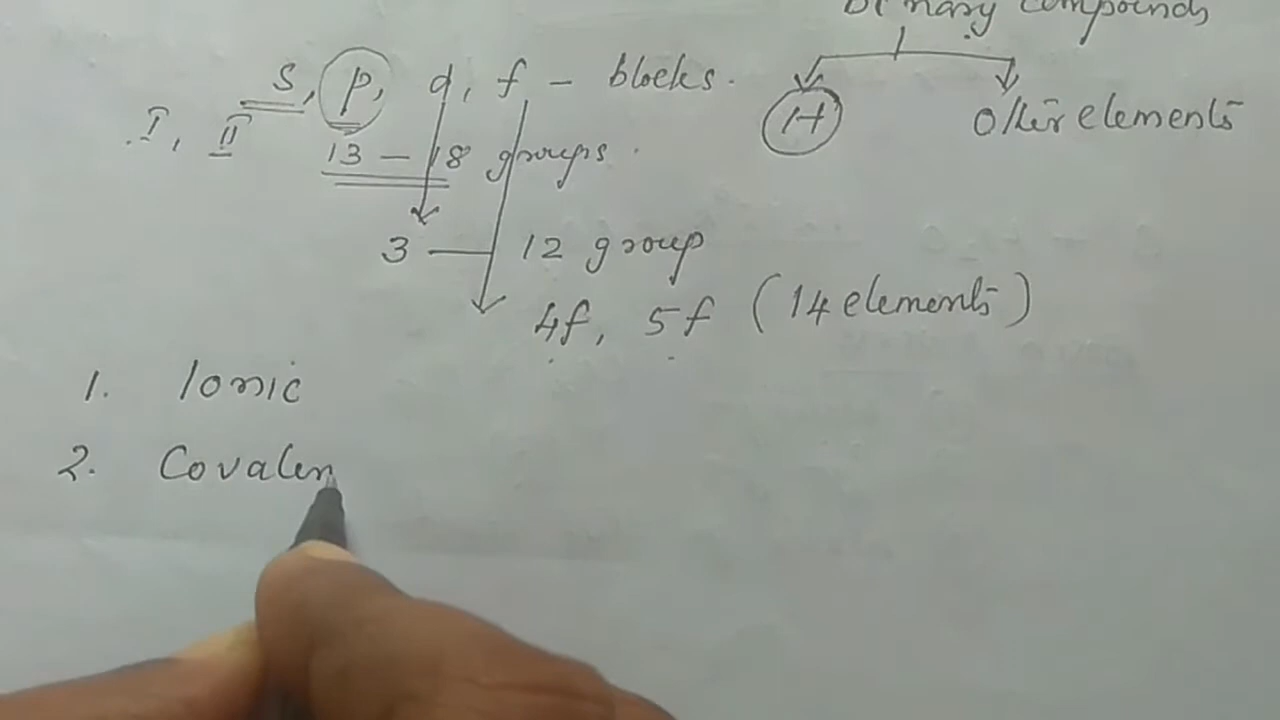 Binary compounds
S, p, d, f - blocks.
H
other elements
I, II
13 - 18 groups.
3 — 12 group
4f, 5f (14 elements)
1. Ionic
2. Covalen